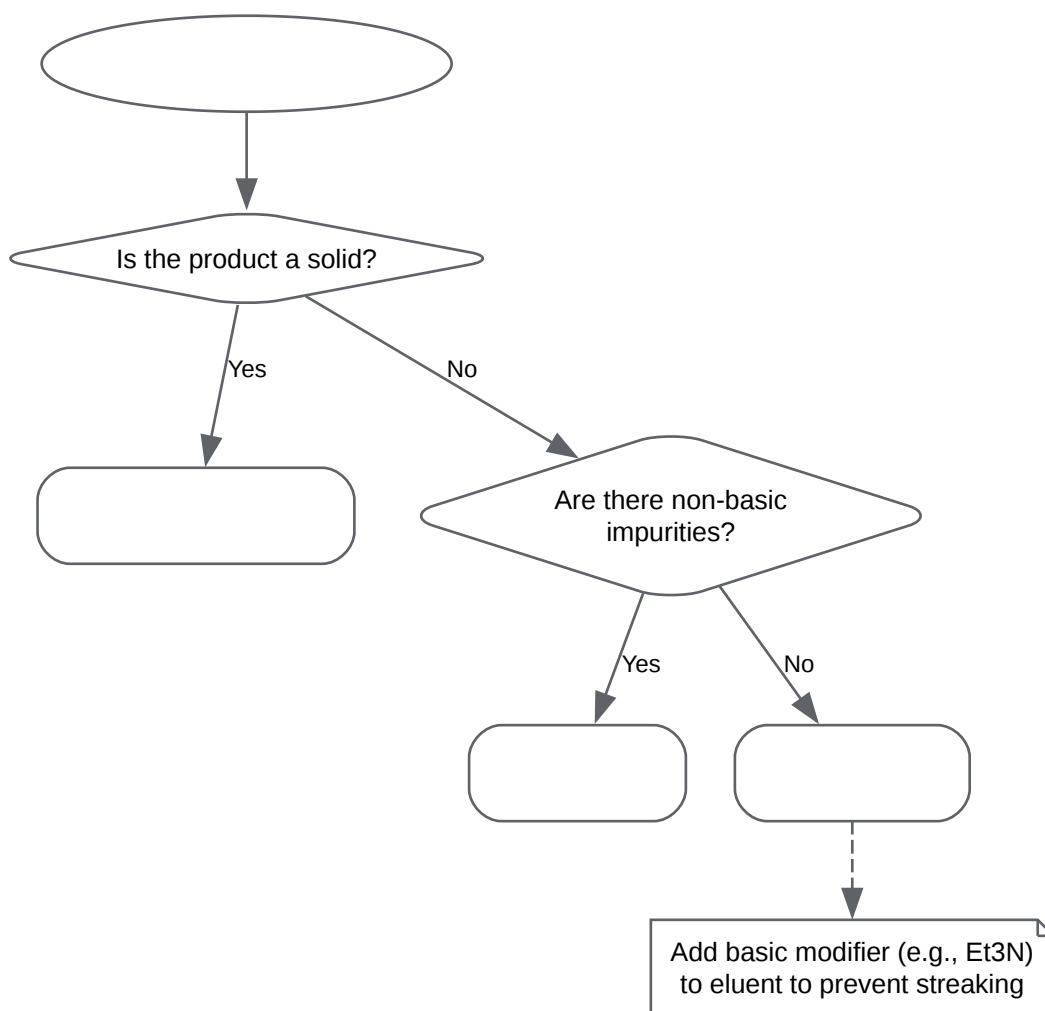 Is the product a solid?
Yes
No
Are there non-basic
impurities?
Yes
No
Add basic modifier (e.g., Et3N)
to eluent to prevent streaking